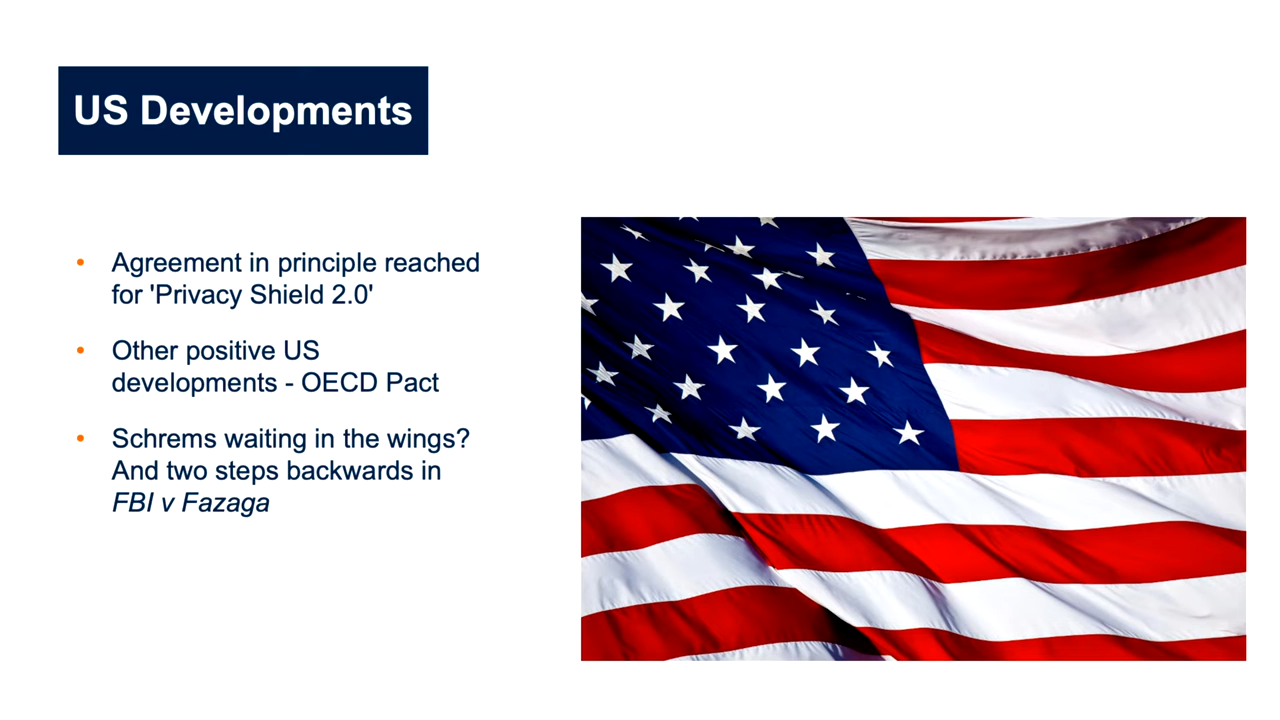 US Developments
• Agreement in principle reached
for 'Privacy Shield 2.0'
• Other positive US
developments - OECD Pact
• Schrems waiting in the wings?
And two steps backwards in
FBI v Fazaga